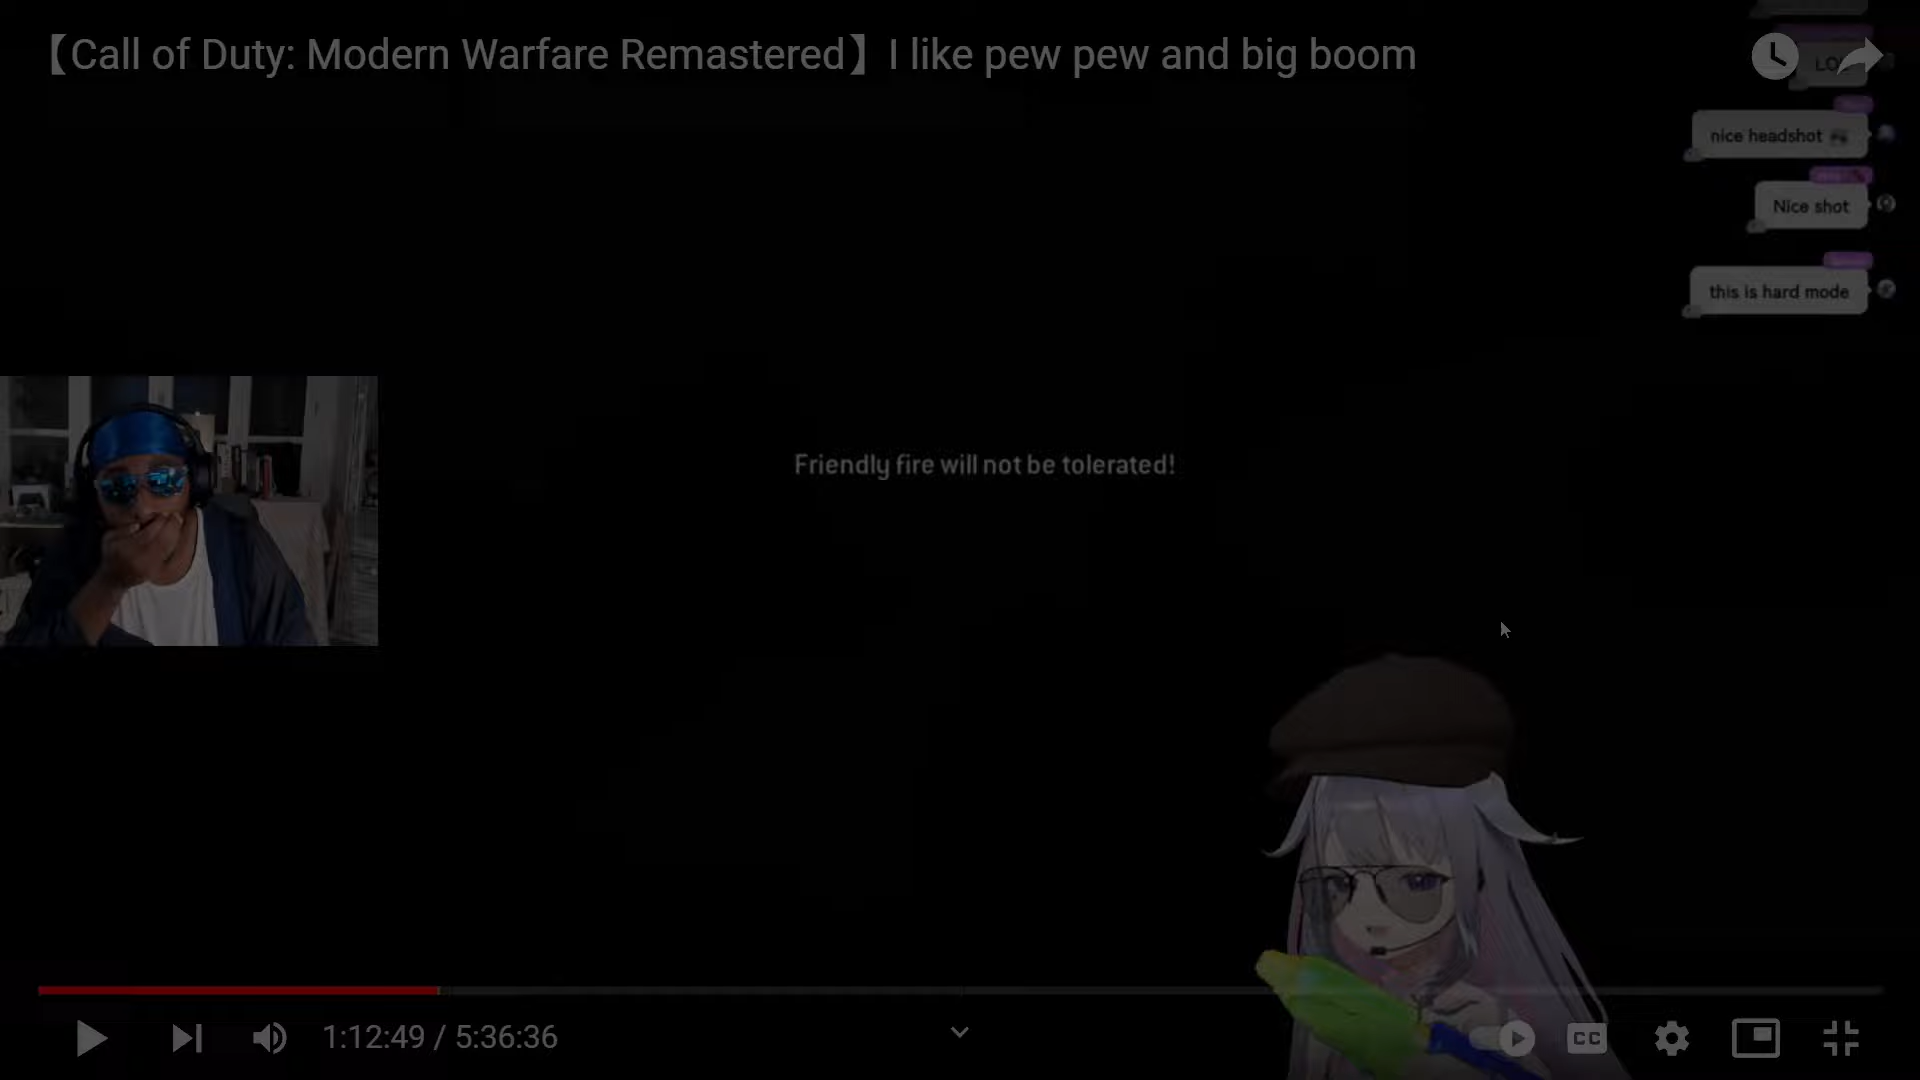 【Call of Duty: Modern Warfare Remastered】I like pew pew and big boom
nice headshot
Nice shot
this is hard mode
Friendly fire will not be tolerated!
1:12:49 / 5:36:36
CC